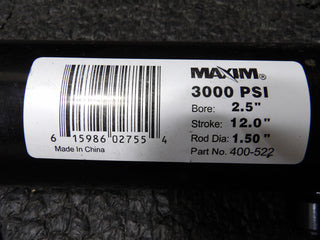 MAXIM®
3000 PSI
Bore: 2.5"
Stroke: 12.0"
Rod Dia: 1.50"
Part No. 400-522
6 15986 02755 4
Made In China